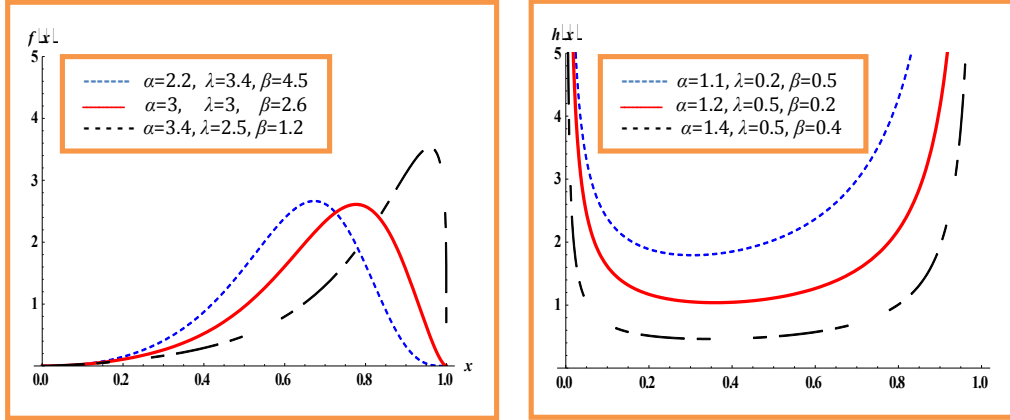 f x
5
α=2.2, λ=3.4, β=4.5
α=3, λ=3, β=2.6
α=3.4, λ=2.5, β=1.2
4
3
2
1
0.0 0.2 0.4 0.6 0.8 1.0 x
h x
5
α=1.1, λ=0.2, β=0.5
α=1.2, λ=0.5, β=0.2
α=1.4, λ=0.5, β=0.4
4
3
2
1
0.0 0.2 0.4 0.6 0.8 1.0